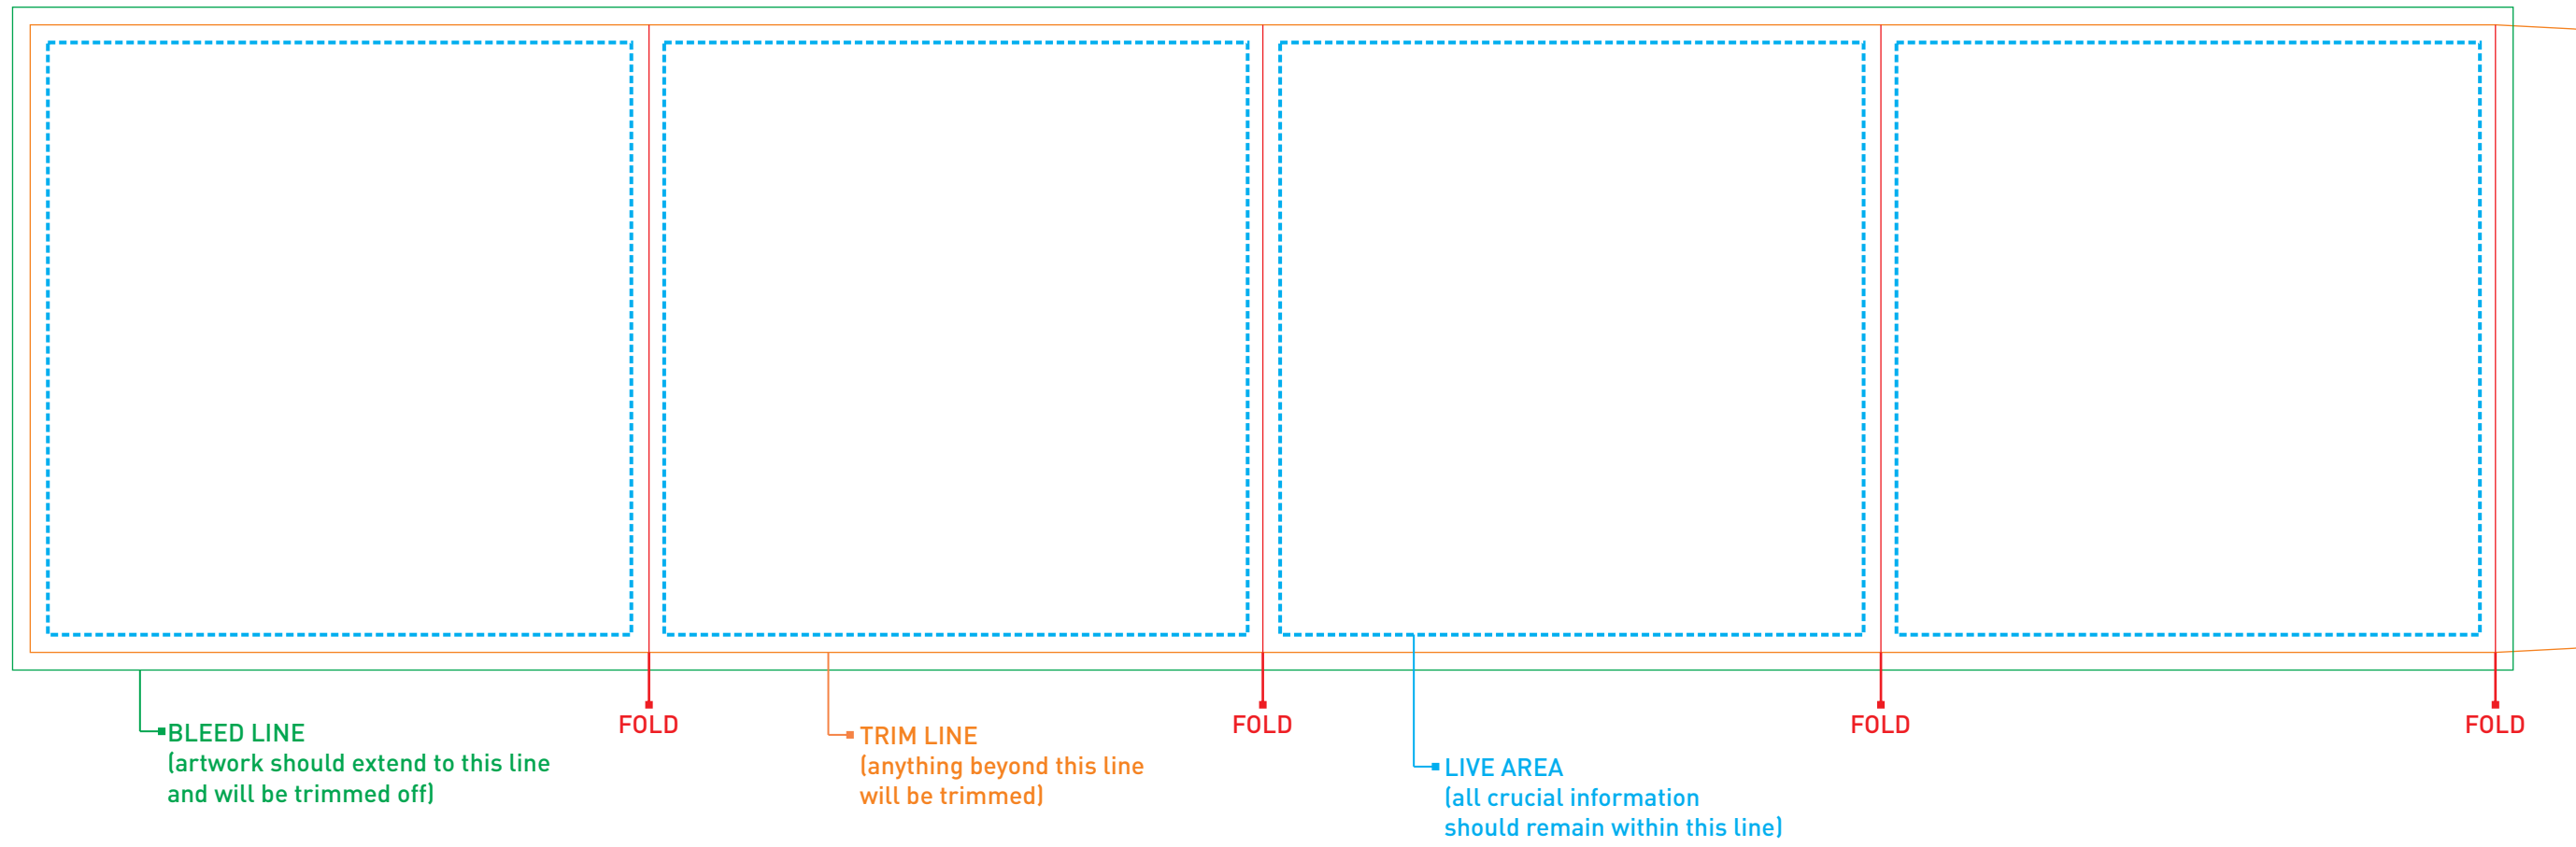 BLEED LINE
(artwork should extend to this line
and will be trimmed off)
FOLD
TRIM LINE
(anything beyond this line
will be trimmed)
FOLD
LIVE AREA
(all crucial information
should remain within this line)
FOLD
FOLD